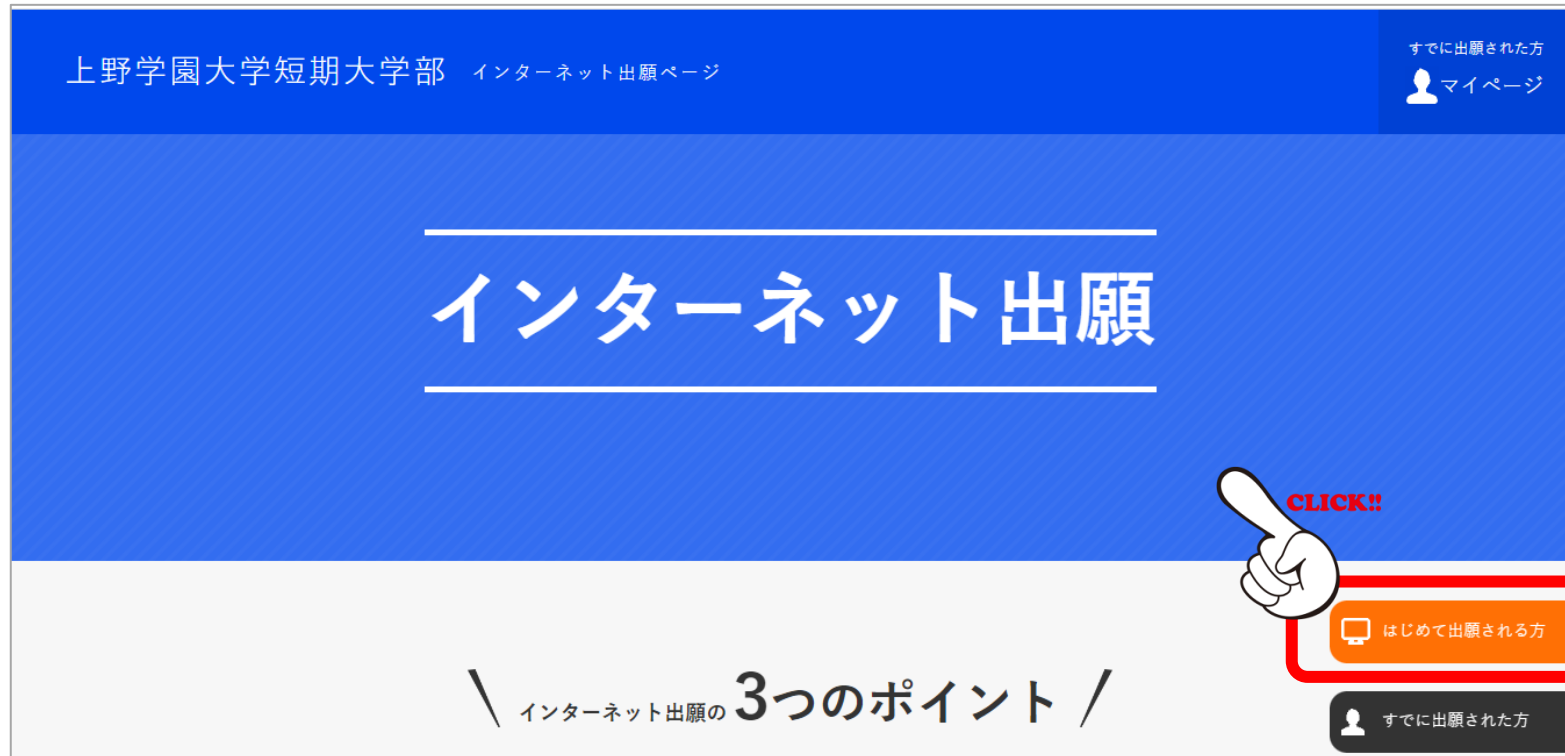 上野学園大学短期大学部 インターネット出願ページ
すでに出願された方
マイページ
インターネット出願
CLICK!!
はじめて出願される方
インターネット出願の3つのポイント
すでに出願された方